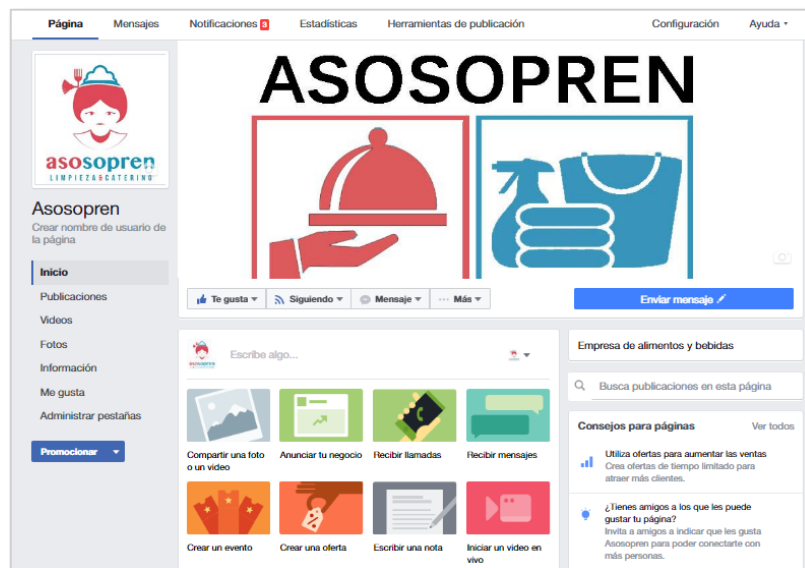 Página Mensajes Notificaciones 3 Estadísticas Herramientas de publicación Configuración Ayuda
asosopren
LIMPIEZA&CATERING
ASOSOPREN
Asosopren
Crear nombre de usuario de
la página
Inicio
Publicaciones
Videos
Fotos
Información
Me gusta
Administrar pestañas
Promocionar
Te gusta Siguiendo Mensaje ... Más
Enviar mensaje
Escribe algo...
Compartir una foto
o un video
Anunciar tu negocio
Recibir llamadas
Recibir mensajes
Crear un evento
Crear una oferta
Escribir una nota
Iniciar un video en
vivo
Empresa de alimentos y bebidas
Busca publicaciones en esta página
Consejos para páginas Ver todos
Utiliza ofertas para aumentar las ventas
Crea ofertas de tiempo limitado para
atraer más clientes.
¿Tienes amigos a los que les puede
gustar tu página?
Invita a amigos a indicar que les gusta
Asosopren para poder conectarte con
más personas.